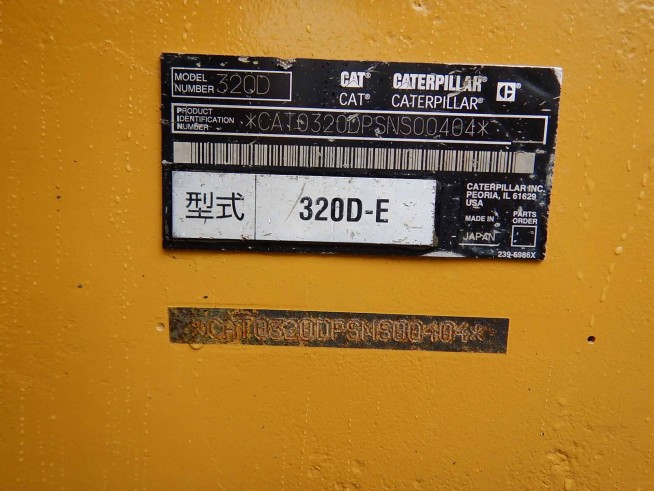 MODEL NUMBER 320D
CAT® CATERPILLAR® C
CAT® CATERPILLAR®
PRODUCT IDENTIFICATION NUMBER *CAT0320DPSNS00404*
型式 320D-E
CATERPILLAR INC.
PEORIA, IL 61629
USA
MADE IN JAPAN
PARTS ORDER
239-6986X
*CAT0320DPSNS00404*